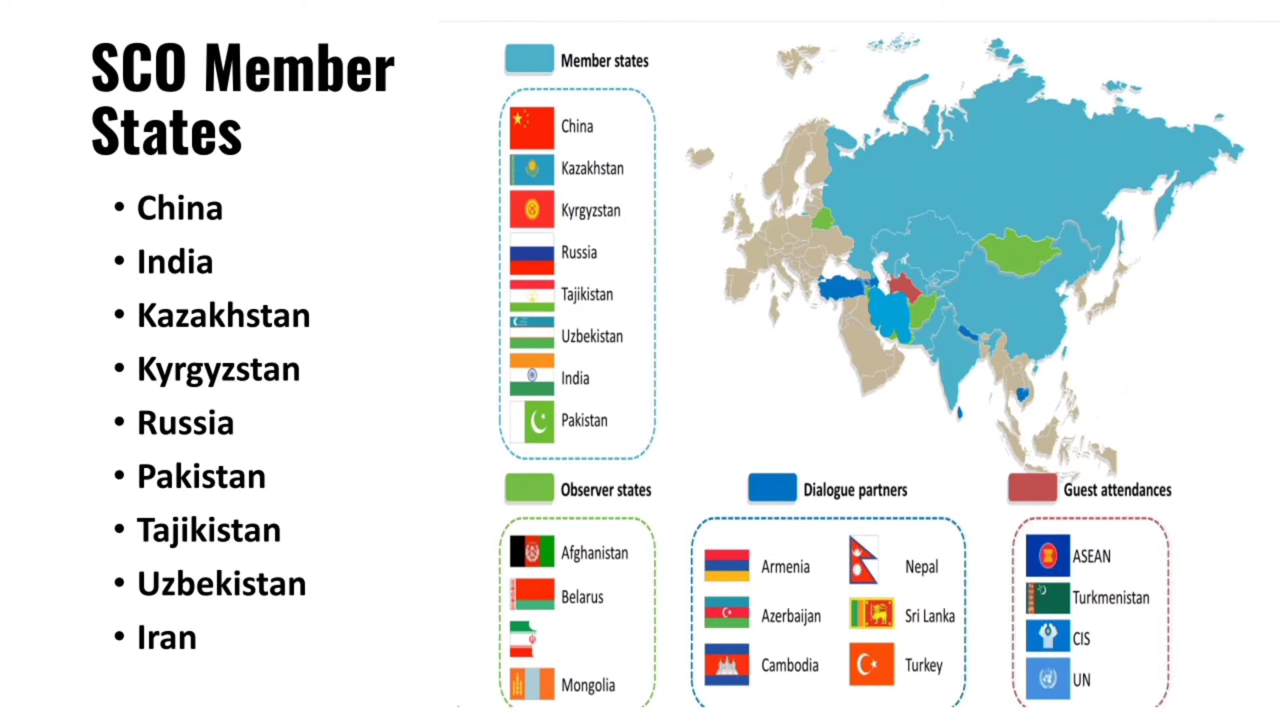 SCO Member
States
• China
• India
• Kazakhstan
• Kyrgyzstan
• Russia
• Pakistan
• Tajikistan
• Uzbekistan
• Iran
Member states
China
Kazakhstan
Kyrgyzstan
Russia
Tajikistan
Uzbekistan
India
Pakistan
Observer states
Afghanistan
Belarus
Mongolia
Dialogue partners
Armenia
Azerbaijan
Cambodia
Nepal
Sri Lanka
Turkey
Guest attendances
ASEAN
Turkmenistan
CIS
UN